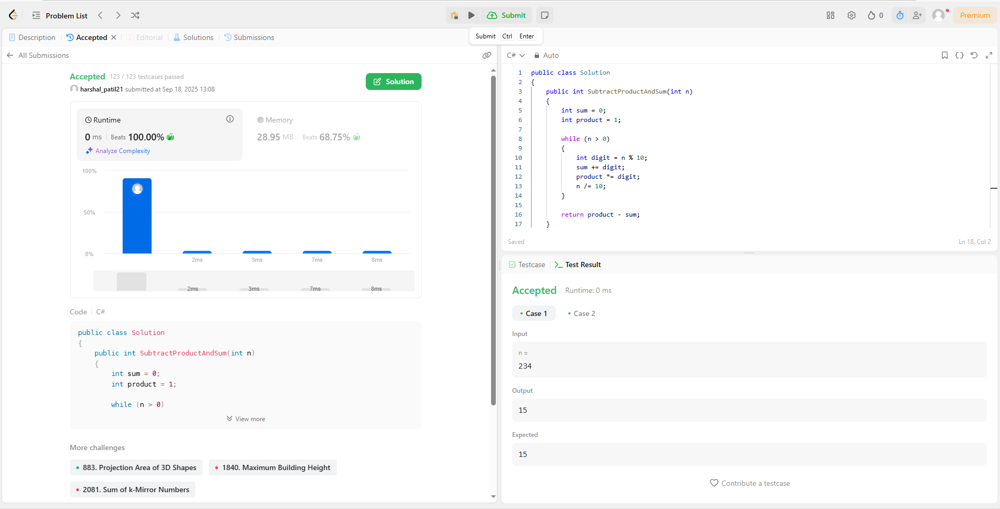 Problem List
Submit
0
Premium
Description
Accepted
Editorial
Solutions
Submissions
Submit Ctrl Enter
All Submissions
Accepted 123 / 123 testcases passed
harshal_patil21 submitted at Sep 18, 2025 13:08
Solution
Runtime
0 ms Beats 100.00%
Analyze Complexity
Memory
28.95 MB Beats 68.75%
100%
50%
0%
2ms 3ms 7ms 8ms
2ms 3ms 7ms 8ms
Code C#
public class Solution
{
    public int SubtractProductAndSum(int n)
    {
        int sum = 0;
        int product = 1;
        while (n > 0)
View more
More challenges
883. Projection Area of 3D Shapes
1840. Maximum Building Height
2081. Sum of k-Mirror Numbers
C# Auto
1 public class Solution
2 {
3     public int SubtractProductAndSum(int n)
4     {
5         int sum = 0;
6         int product = 1;
7
8         while (n > 0)
9         {
10             int digit = n % 10;
11             sum += digit;
12             product *= digit;
13             n /= 10;
14         }
15
16         return product - sum;
17     }
Saved
Ln 18, Col 2
Testcase
Test Result
Accepted Runtime: 0 ms
Case 1
Case 2
Input
n =
234
Output
15
Expected
15
Contribute a testcase